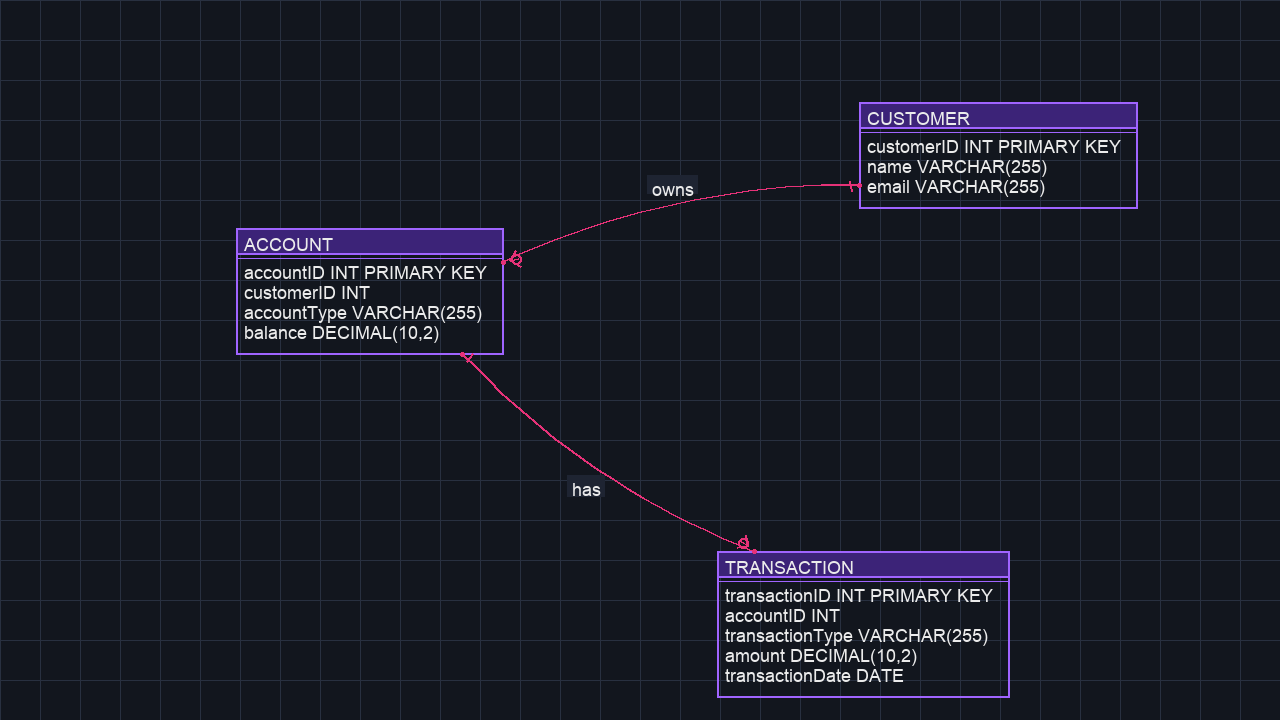 CUSTOMER
customerID INT PRIMARY KEY
name VARCHAR(255)
email VARCHAR(255)
owns
ACCOUNT
accountID INT PRIMARY KEY
customerID INT
accountType VARCHAR(255)
balance DECIMAL(10,2)
has
TRANSACTION
transactionID INT PRIMARY KEY
accountID INT
transactionType VARCHAR(255)
amount DECIMAL(10,2)
transactionDate DATE